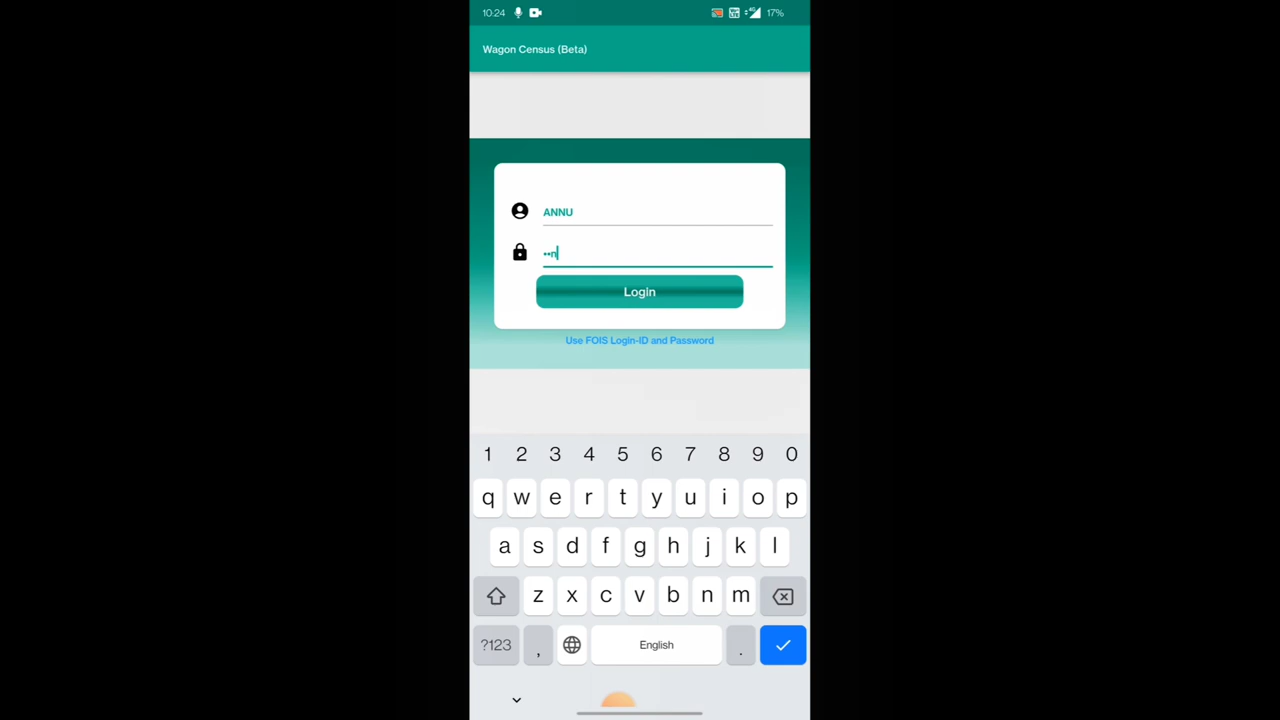 10:24 17%
Wagon Census (Beta)
ANNU
••n
Login
Use FOIS Login-ID and Password
1 2 3 4 5 6 7 8 9 0
q w e r t y u i o p
a s d f g h j k l
z x c v b n m
?123 , English .